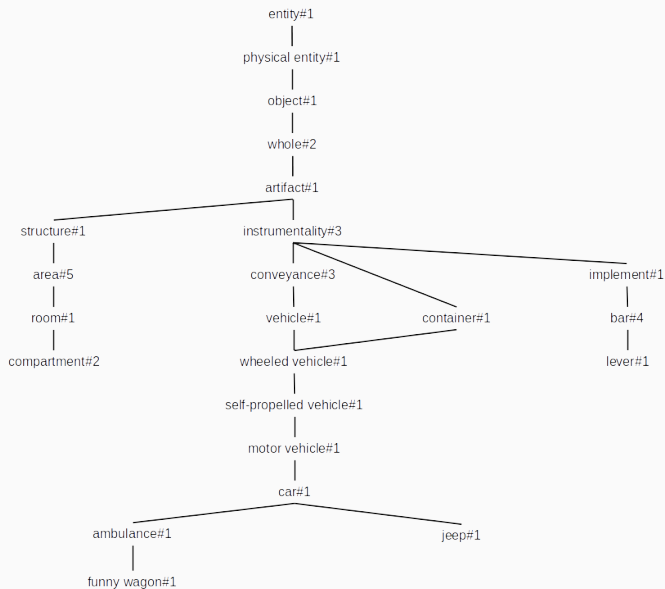 entity#1
physical entity#1
object#1
whole#2
artifact#1
structure#1 instrumentality#3
area#5 conveyance#3 implement#1
room#1 vehicle#1 container#1 bar#4
compartment#2 wheeled vehicle#1 lever#1
self-propelled vehicle#1
motor vehicle#1
car#1
ambulance#1 jeep#1
funny wagon#1